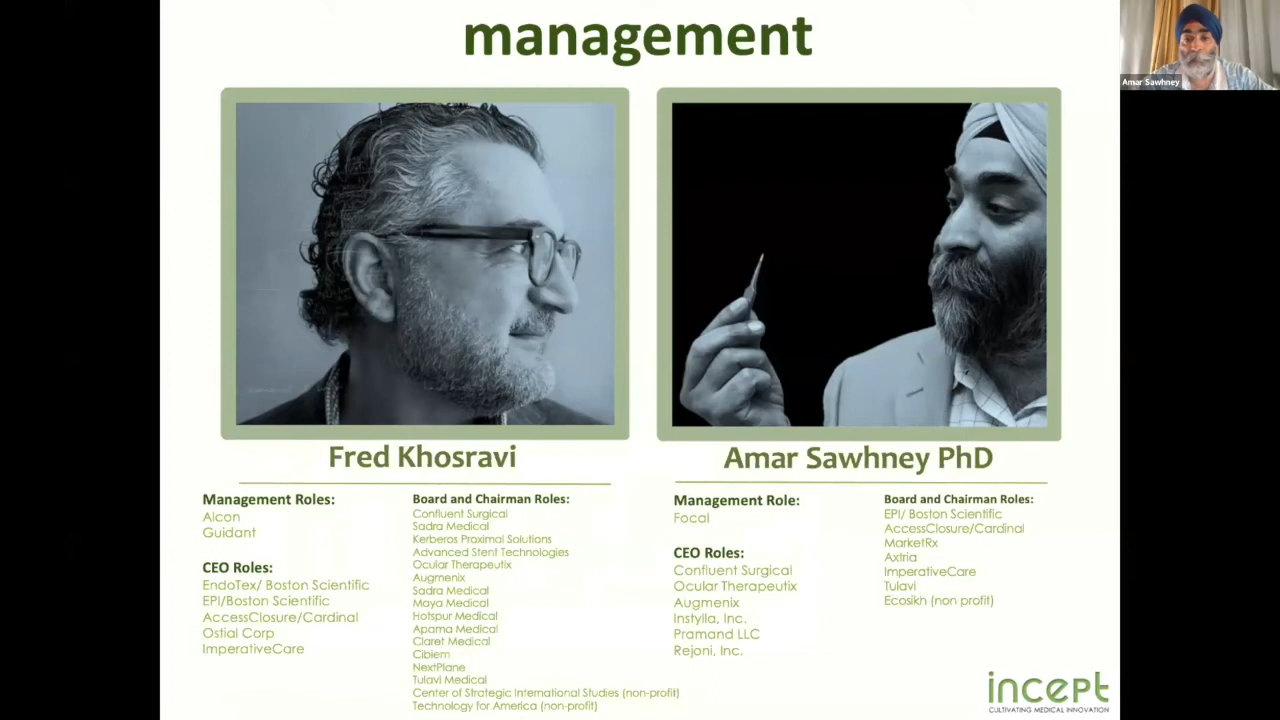 management
Amar Sawhney
Fred Khosravi
Management Roles:
Alcon
Guidant
CEO Roles:
EndoTex/ Boston Scientific
EPI/Boston Scientific
AccessClosure/Cardinal
Ostial Corp
ImperativeCare
Board and Chairman Roles:
Confluent Surgical
Sadra Medical
Kerberos Proximal Solutions
Advanced Stent Technologies
Ocular Therapeutix
Augmenix
Sadra Medical
Maya Medical
Hotspur Medical
Apama Medical
Claret Medical
Cibiem
NextPlane
Tulavi Medical
Center of Strategic International Studies (non-profit)
Technology for America (non-profit)
Amar Sawhney PhD
Management Role:
Focal
CEO Roles:
Confluent Surgical
Ocular Therapeutix
Augmenix
Instylla, Inc.
Pramand LLC
Rejoni, Inc.
Board and Chairman Roles:
EPI/ Boston Scientific
AccessClosure/Cardinal
MarketRx
Axtria
ImperativeCare
Tulavi
Ecosikh (non profit)
incept
CULTIVATING MEDICAL INNOVATION